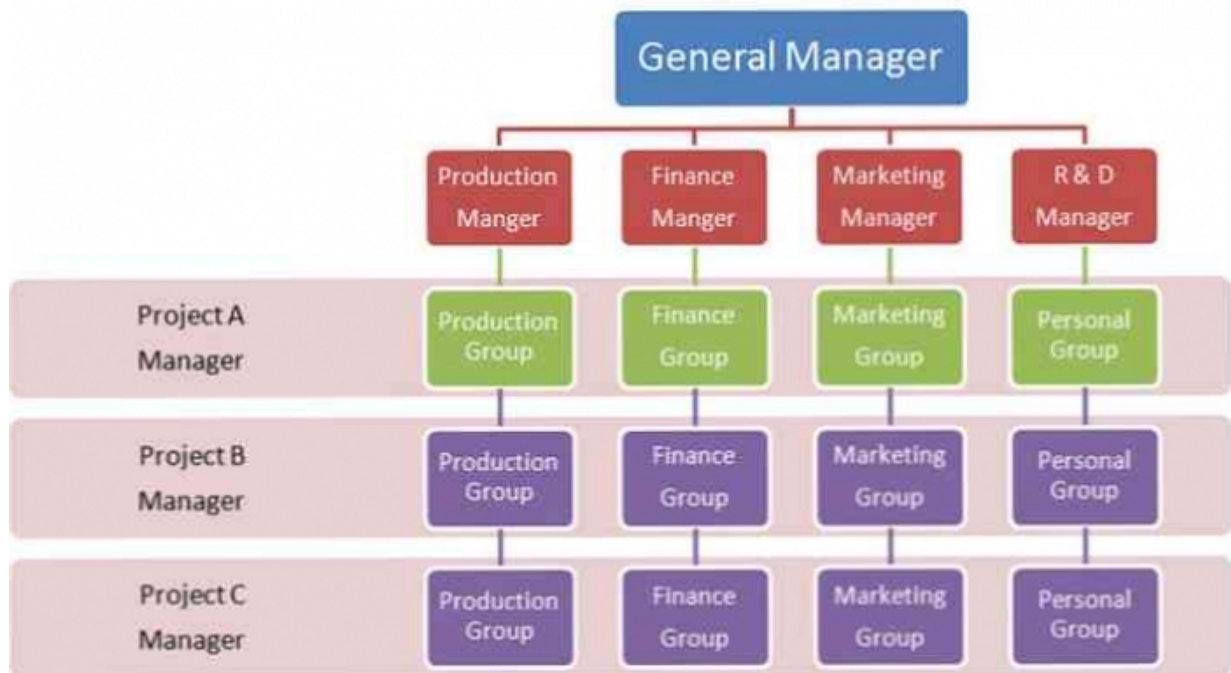 General Manager
Production
Manger
Finance
Manger
Marketing
Manager
R & D
Manager
Project A
Manager
Production
Group
Finance
Group
Marketing
Group
Personal
Group
Project B
Manager
Production
Group
Finance
Group
Marketing
Group
Personal
Group
Project C
Manager
Production
Group
Finance
Group
Marketing
Group
Personal
Group